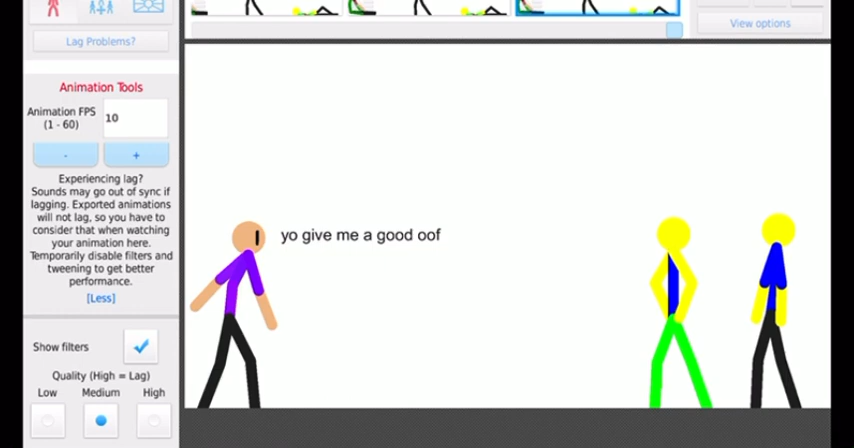 Lag Problems?
View options
Animation Tools
Animation FPS
(1 - 60)
10
-
+
Experiencing lag?
Sounds may go out of sync if
lagging. Exported animations
will not lag, so you have to
consider that when watching
your animation here.
Temporarily disable filters and
tweening to get better
performance.
[Less]
yo give me a good oof
Show filters
Quality (High = Lag)
Low Medium High